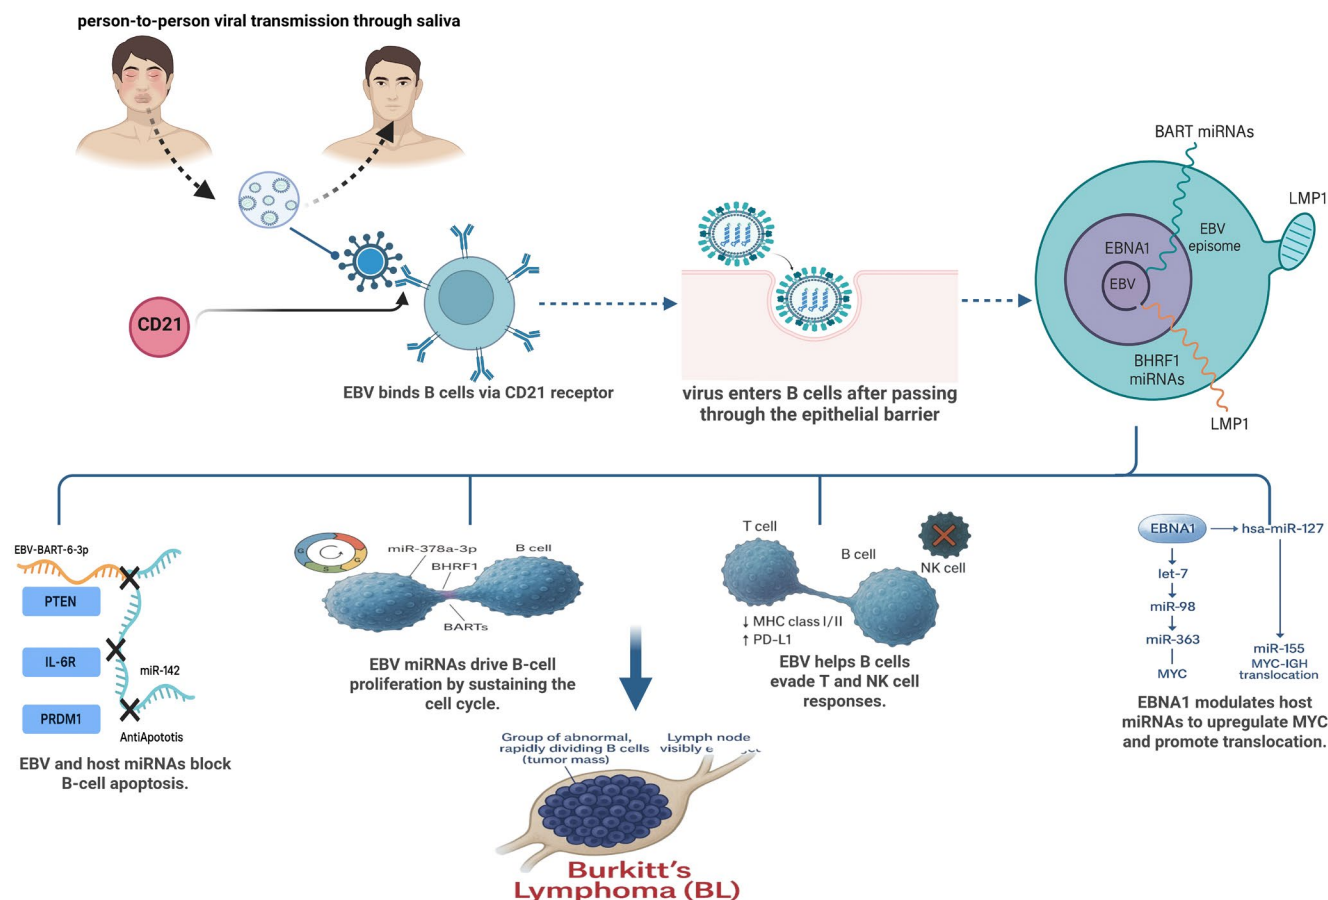 person-to-person viral transmission through saliva
CD21
EBV binds B cells via CD21 receptor
virus enters B cells after passing
through the epithelial barrier
BART miRNAs
LMP1
EBV
episome
EBNA1
EBV
BHRF1
miRNAs
LMP1
EBV-BART-6-3p
PTEN
IL-6R
miR-142
PRDM1
AntiApototis
EBV and host miRNAs block
B-cell apoptosis.
G
2
G
S
miR-378a-3p
BHRF1
B cell
BARTs
EBV miRNAs drive B-cell
proliferation by sustaining the
cell cycle.
T cell
B cell
NK cell
↓ MHC class I/II
↑ PD-L1
EBV helps B cells
evade T and NK cell
responses.
EBNA1
hsa-miR-127
let-7
miR-98
miR-363
MYC
miR-155
MYC-IGH
translocation
EBNA1 modulates host
miRNAs to upregulate MYC
and promote translocation.
Group of abnormal,
rapidly dividing B cells
(tumor mass)
Lymph node
visibly
Burkitt's
Lymphoma (BL)